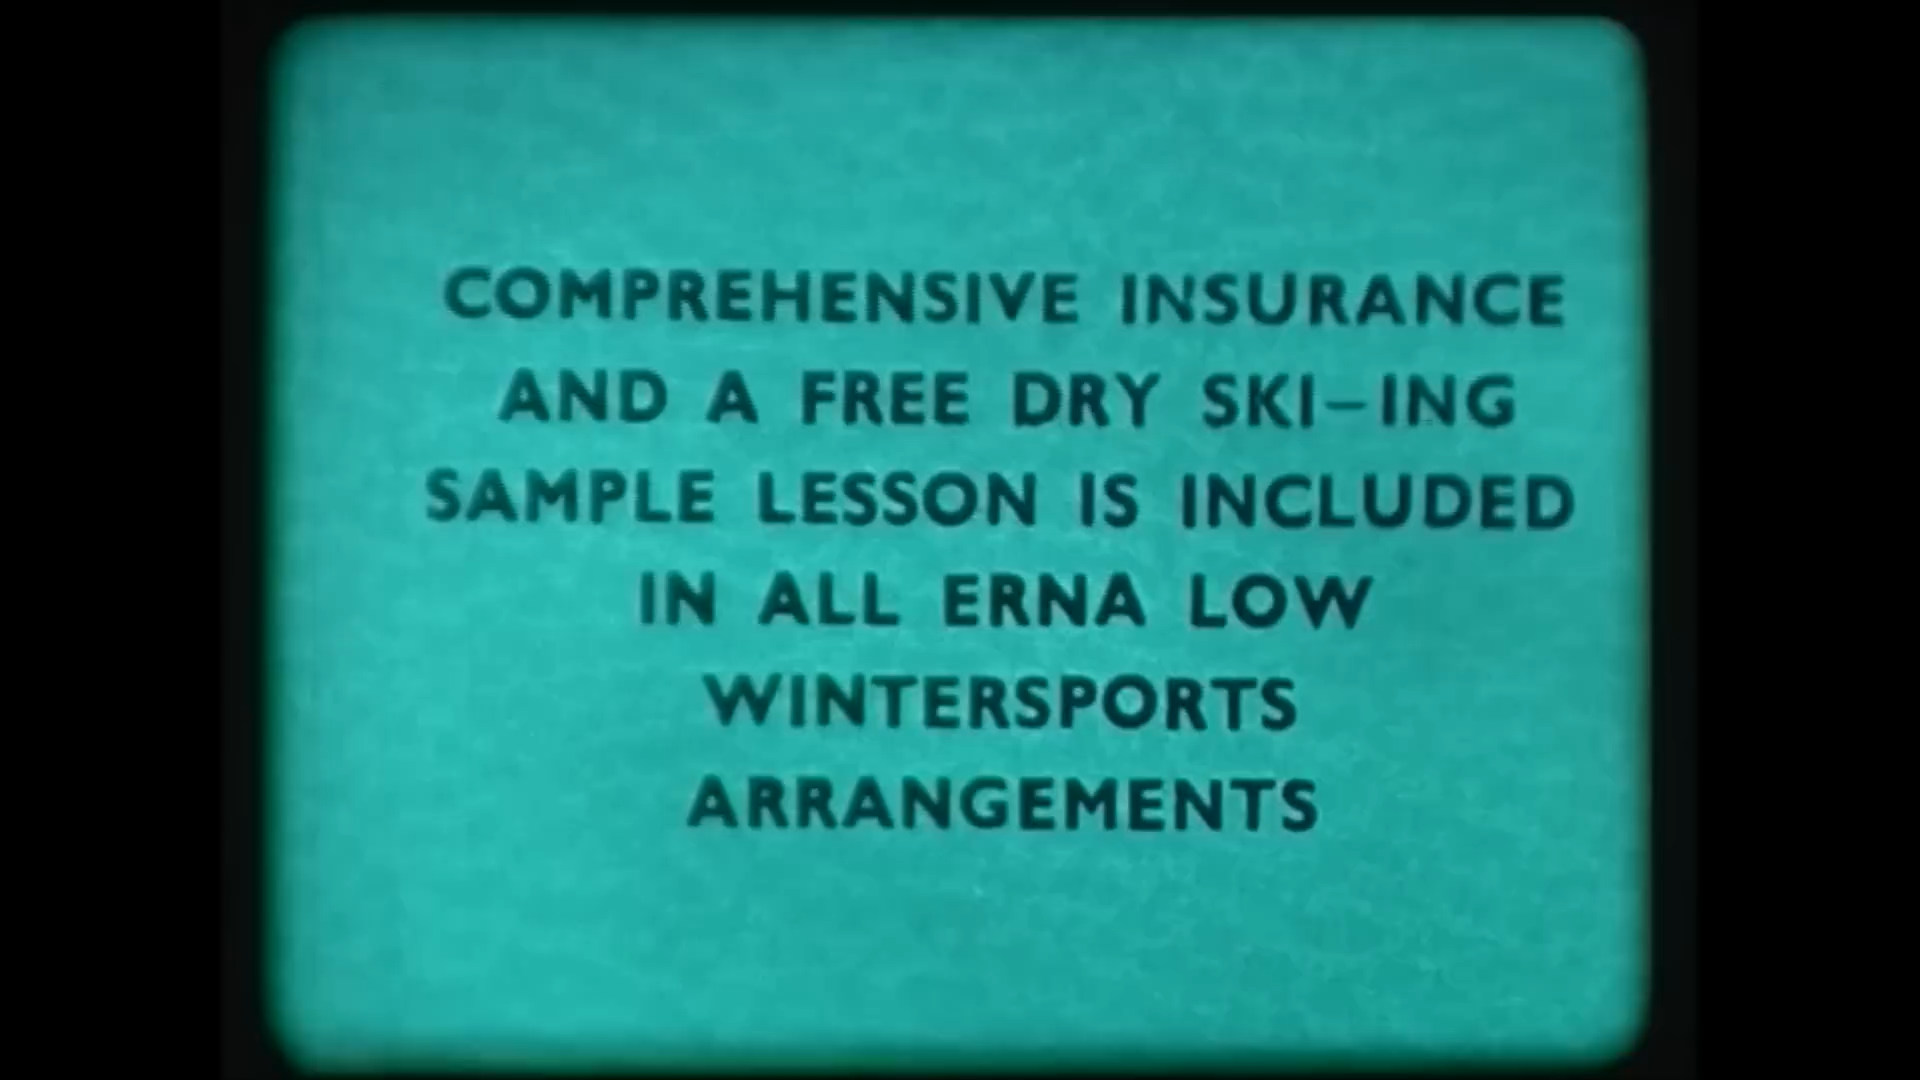 COMPREHENSIVE INSURANCE
AND A FREE DRY SKI-ING
SAMPLE LESSON IS INCLUDED
IN ALL ERNA LOW
WINTERSPORTS
ARRANGEMENTS